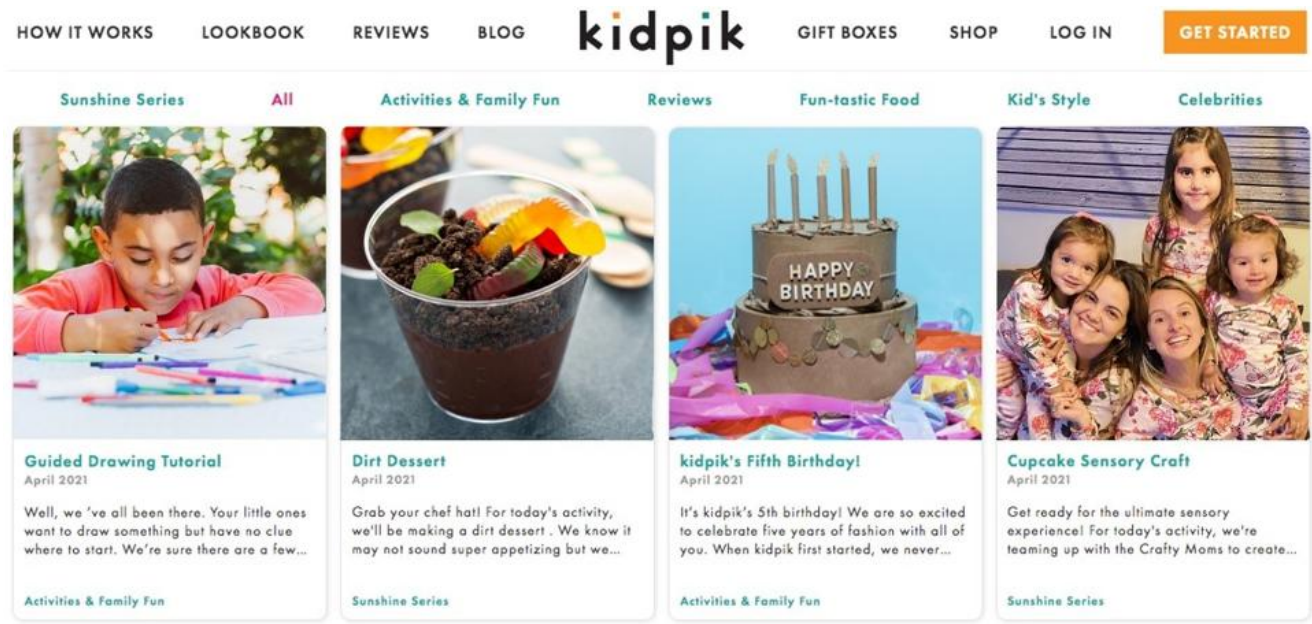 HOW IT WORKS LOOKBOOK REVIEWS BLOG kidpik GIFT BOXES SHOP LOG IN GET STARTED
Sunshine Series All Activities & Family Fun Reviews Fun-tastic Food Kid's Style Celebrities
HAPPY
BIRTHDAY
Guided Drawing Tutorial
April 2021
Well, we 've all been there. Your little ones
want to draw something but have no clue
where to start. We're sure there are a few...
Activities & Family Fun
Dirt Dessert
April 2021
Grab your chef hat! For today's activity,
we'll be making a dirt dessert . We know it
may not sound super appetizing but we...
Sunshine Series
kidpik's Fifth Birthday!
April 2021
It's kidpik's 5th birthday! We are so excited
to celebrate five years of fashion with all of
you. When kidpik first started, we never...
Activities & Family Fun
Cupcake Sensory Craft
April 2021
Get ready for the ultimate sensory
experience! For today's activity, we're
teaming up with the Crafty Moms to create...
Sunshine Series